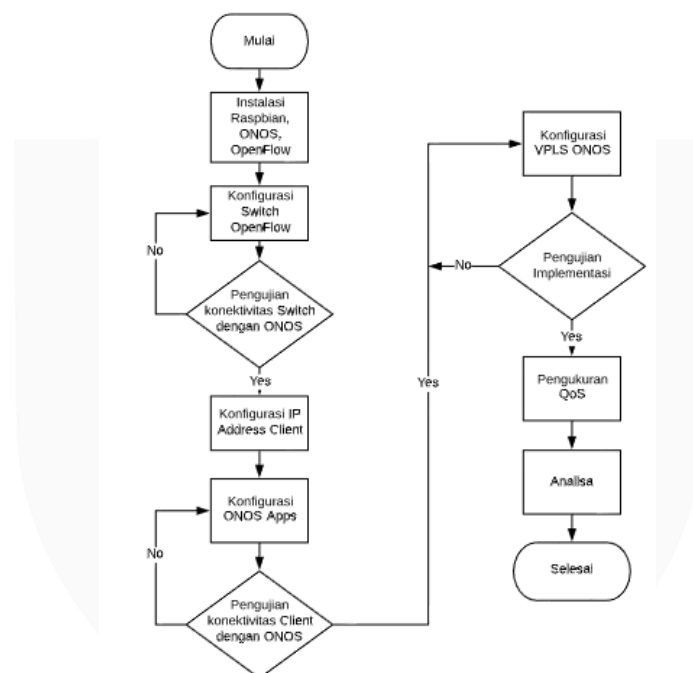 Mulai
Instalasi
Raspbian,
ONOS,
OpenFlow
Konfigurasi
Switch
OpenFlow
No
Pengujian
konektivitas Switch
dengan ONOS
Yes
Konfigurasi IP
Address Client
Konfigurasi
ONOS Apps
No
Pengujian
konektivitas Client
dengan ONOS
Yes
Konfigurasi
VPLS ONOS
Pengujian
Implementasi
No
Yes
Pengukuran
QoS
Analisa
Selesai